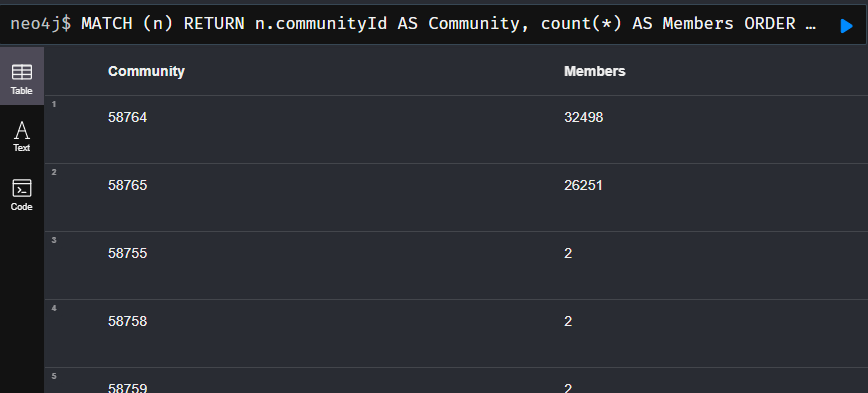 neo4j$ MATCH (n) RETURN n.communityId AS Community, count(*) AS Members ORDER …
Table
Text
Code
Community Members
1 58764 32498
2 58765 26251
3 58755 2
4 58758 2
5 58759 2